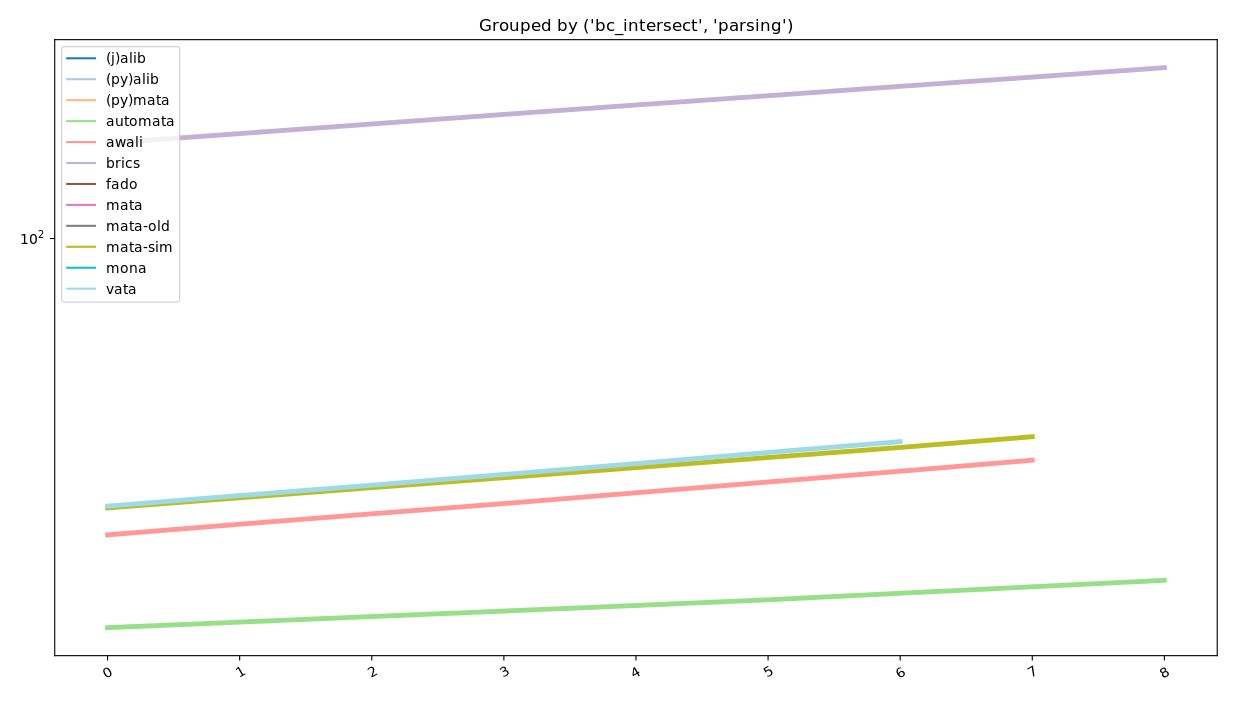 Grouped by ('bc_intersect', 'parsing')
(j)alib
(py)alib
(py)mata
automata
awali
brics
fado
mata
mata-old
mata-sim
mona
vata
10²
0 1 2 3 4 5 6 7 8